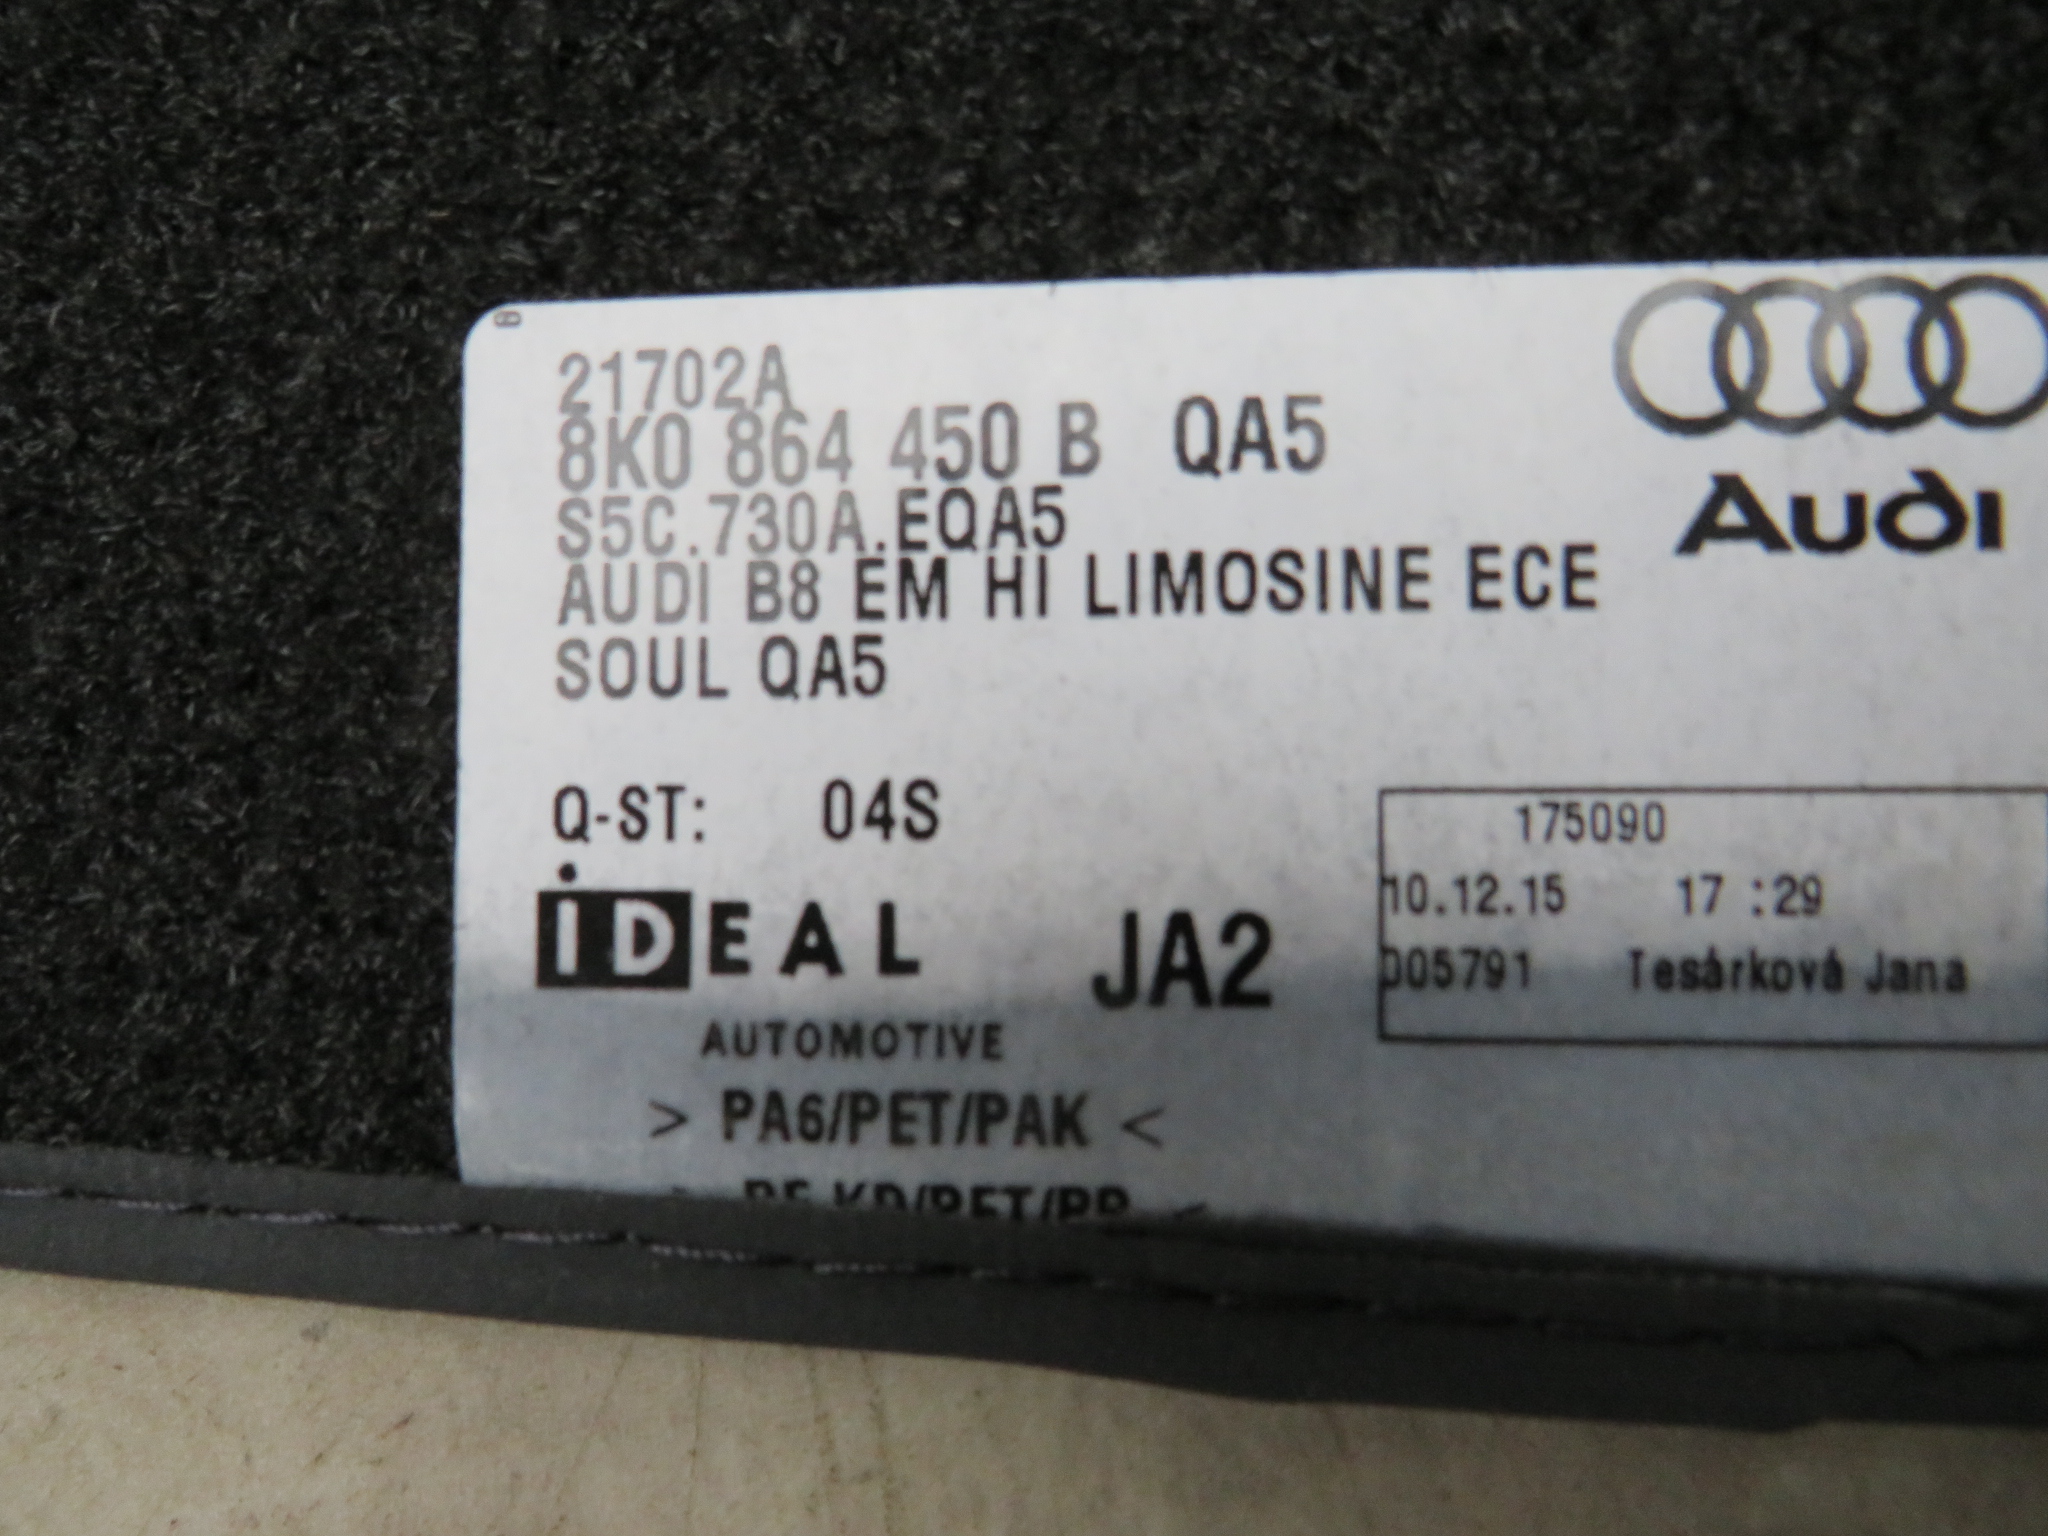 21702A
8K0 864 450 B QA5
S5C.730A.EQA5
AUDI B8 EM HI LIMOSINE ECE
SOUL QA5
Audi
Q-ST: 04S
175090
10.12.15 17 :29
005791 Tesárková Jana
iDEAL
AUTOMOTIVE
JA2
> PA6/PET/PAK <